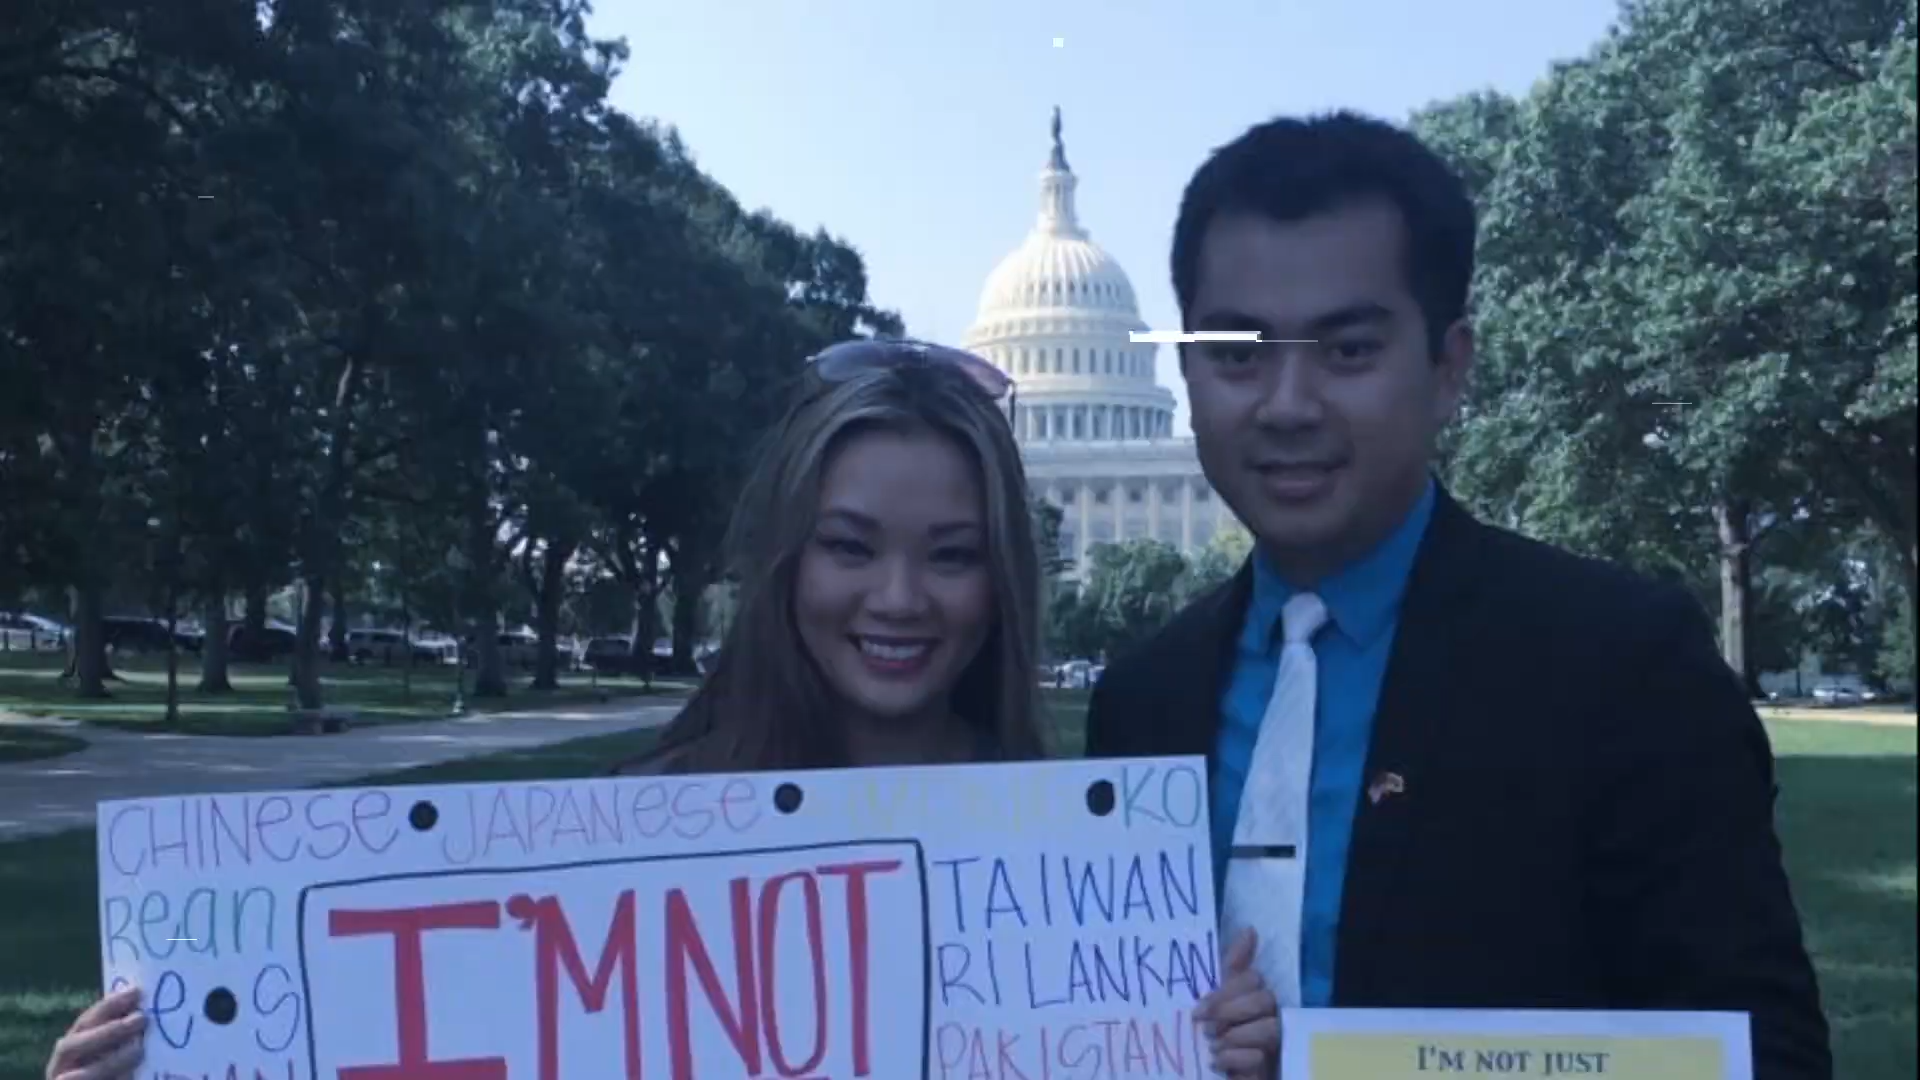 CHINESE • JAPANESE • • KO
Rean
TAIWAN
e • S
RI LANKAN
I'M NOT
PAKISTANI
I'M NOT JUST